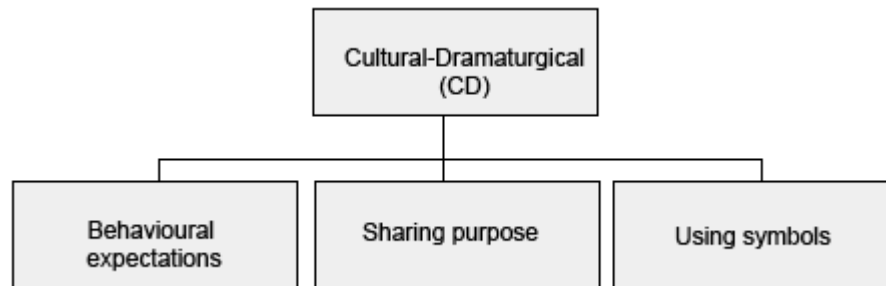 Cultural-Dramaturgical
(CD)
Behavioural
expectations
Sharing purpose
Using symbols